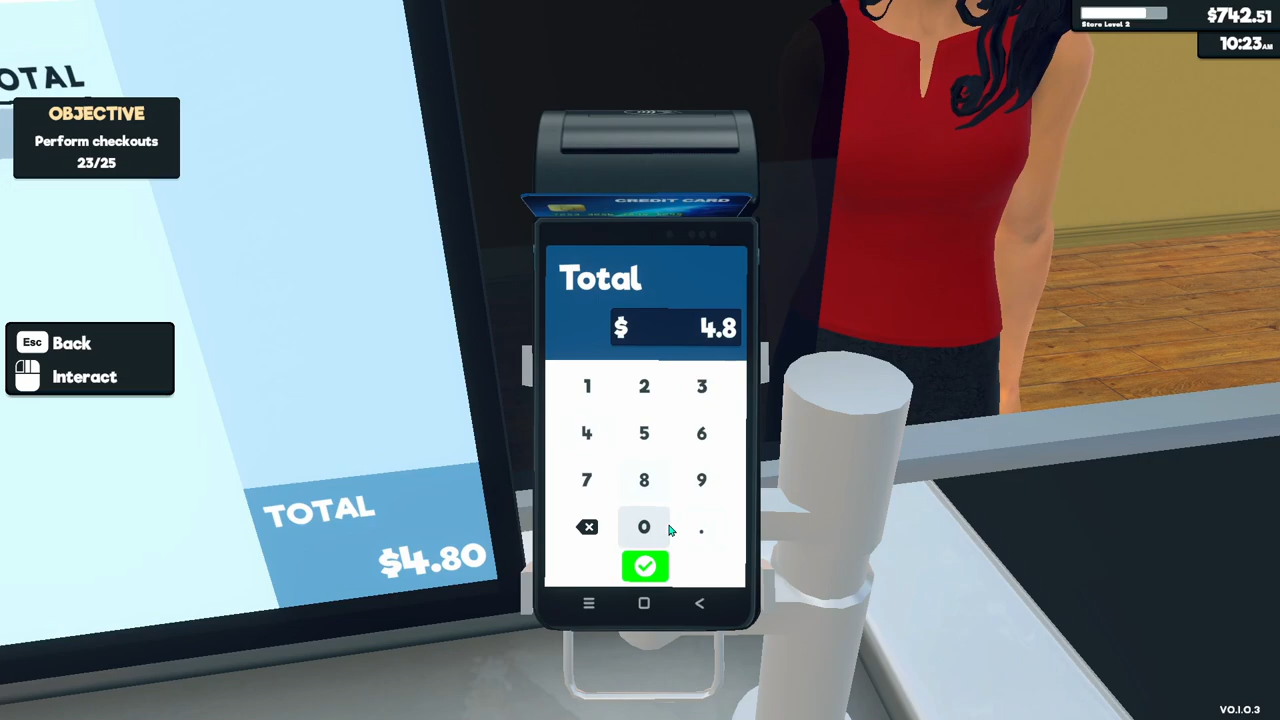 OTAL
OBJECTIVE
Perform checkouts
23/25
Esc Back
Interact
TOTAL
$4.80
CREDIT CARD
Total
$ 4.8
1 2 3
4 5 6
7 8 9
0 .
$742.51
Store Level 2
10:23AM
V0.1.0.3